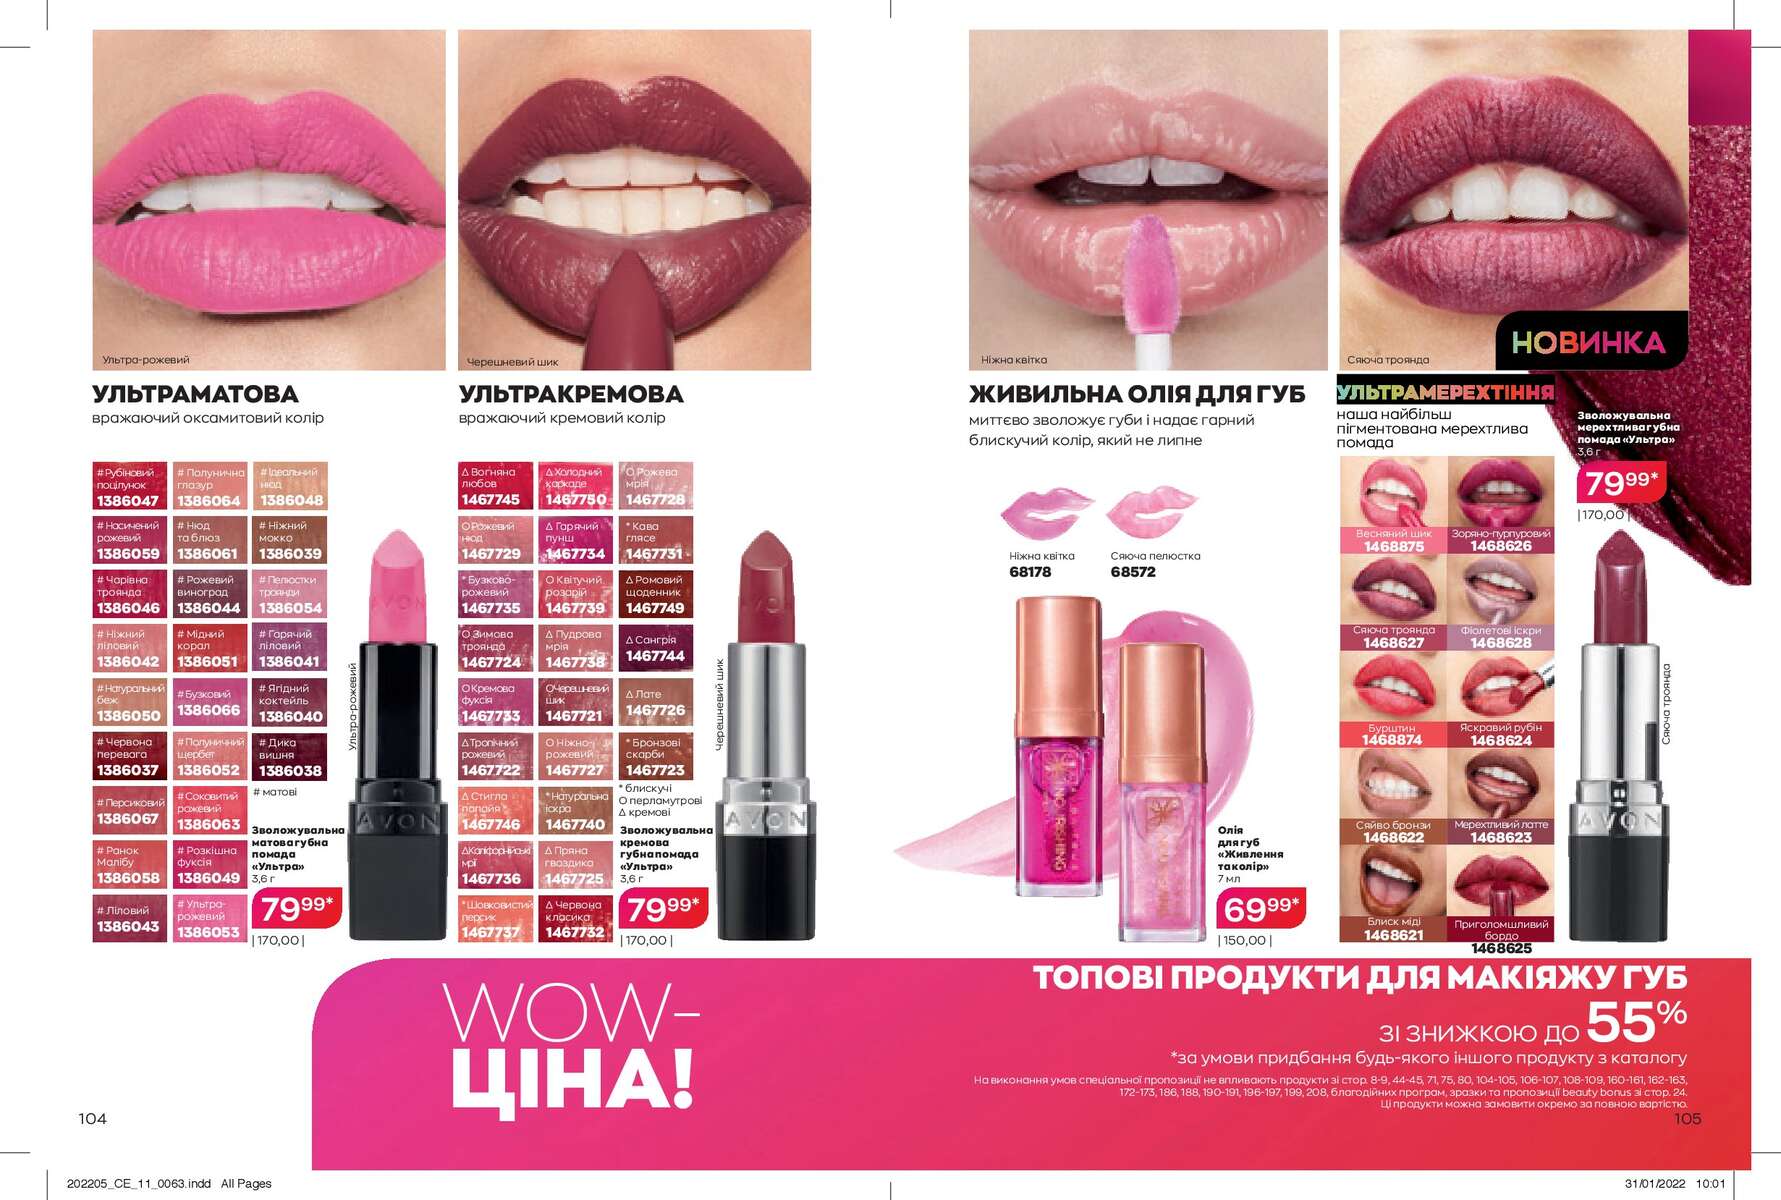 Ультра-рожевий
УЛЬТРАМАТОВА
вражаючий оксамитовий колір
# Рубіновий
поцілунок
1386047
# Полунична
глазур
1386064
# Ідеальний
нюд
1386048
# Насичений
рожевий
1386059
# Нюд
та блюз
1386061
# Ніжний
мокко
1386039
# Чарівна
троянда
1386046
# Рожевий
виноград
1386044
# Пелюстки
троянди
1386054
# Ніжний
ліловий
1386042
# Мідний
корал
1386051
# Гарячий
ліловий
1386041
# Натуральний
беж
1386050
# Бузковий
1386066
# Ягідний
коктейль
1386040
# Червона
перевага
1386037
# Полуничний
щербет
1386052
# Дика
вишня
1386038
# Персиковий
1386067
# Соковитий
рожевий
1386063
# Ранок
Малібу
1386058
# Розкішна
фуксія
1386049
# Ліловий
1386043
# Ультра-
рожевий
1386053
# матові
Зволожувальна
матова губна
помада
«Ультра»
3,6 г
79⁹⁹*
| 170,00 |
Ультра-рожевий
AVON
AVON
Черешневий шик
УЛЬТРАКРЕМОВА
вражаючий кремовий колір
Δ Вогняна
любов
1467745
Δ Холодний
каркаде
1467750
О Рожева
мрія
1467728
О Рожевий
нюд
1467729
Δ Гарячий
пунш
1467734
* Кава
глясе
1467731
* Бузково-
рожевий
1467735
О Квітучий
розарій
1467739
Δ Ромовий
щоденник
1467749
О Зимова
троянда
1467724
Δ Пудрова
мрія
1467738
Δ Сангрія
1467744
О Кремова
фуксія
1467733
О Черешневий
шик
1467721
Δ Лате
1467726
Δ Тропічний
рожевий
1467722
О Ніжно-
рожевий
1467727
* Бронзові
скарби
1467723
Δ Стигла
папайя
1467746
* Натуральна
іскра
1467740
Δ Каліфорнійські
мрії
1467736
Δ Пряна
гвоздика
1467725
* Шовковистий
персик
1467737
Δ Червона
класика
1467732
* блискучі
О перламутрові
Δ кремові
Зволожувальна
кремова
губна помада
«Ультра»
3,6 г
79⁹⁹*
| 170,00 |
Черешневий шик
AVON
Ніжна квітка
ЖИВИЛЬНА ОЛІЯ ДЛЯ ГУБ
миттєво зволожує губи і надає гарний
блискучий колір, який не липне
Ніжна квітка
68178
Сяюча пелюстка
68572
Олія
для губ
«Живлення
та колір»
7 мл
69⁹⁹*
| 150,00 |
Сяюча троянда
НОВИНКА
УЛЬТРАМЕРЕХТІННЯ
наша найбільш
пігментована мерехтлива
помада
Зволожувальна
мерехтлива губна
помада «Ультра»
3,6 г
79⁹⁹*
| 170,00 |
Весняний шик
1468875
Зоряно-пурпуровий
1468626
Сяюча троянда
1468627
Фіолетові іскри
1468628
Бурштин
1468874
Яскравий рубін
1468624
Сяйво бронзи
1468622
Мерехтливий латте
1468623
Блиск міді
1468621
Приголомшливий
бордо
1468625
Сяюча троянда
AVON
WOW–
ЦІНА!
ТОПОВІ ПРОДУКТИ ДЛЯ МАКІЯЖУ ГУБ
ЗІ ЗНИЖКОЮ ДО 55%
*за умови придбання будь-якого іншого продукту з каталогу
На виконання умов спеціальної пропозиції не впливають продукти зі стор. 8-9, 44-45, 71, 75, 80, 104-105, 106-107, 108-109, 160-161, 162-163,
172-173, 186, 188, 190-191, 196-197, 199, 208, благодійних програм, зразки та пропозиції beauty bonus зі стор. 24.
Ці продукти можна замовити окремо за повною вартістю.
104
105
202205_CE_11_0063.indd   All Pages
31/01/2022   10:01